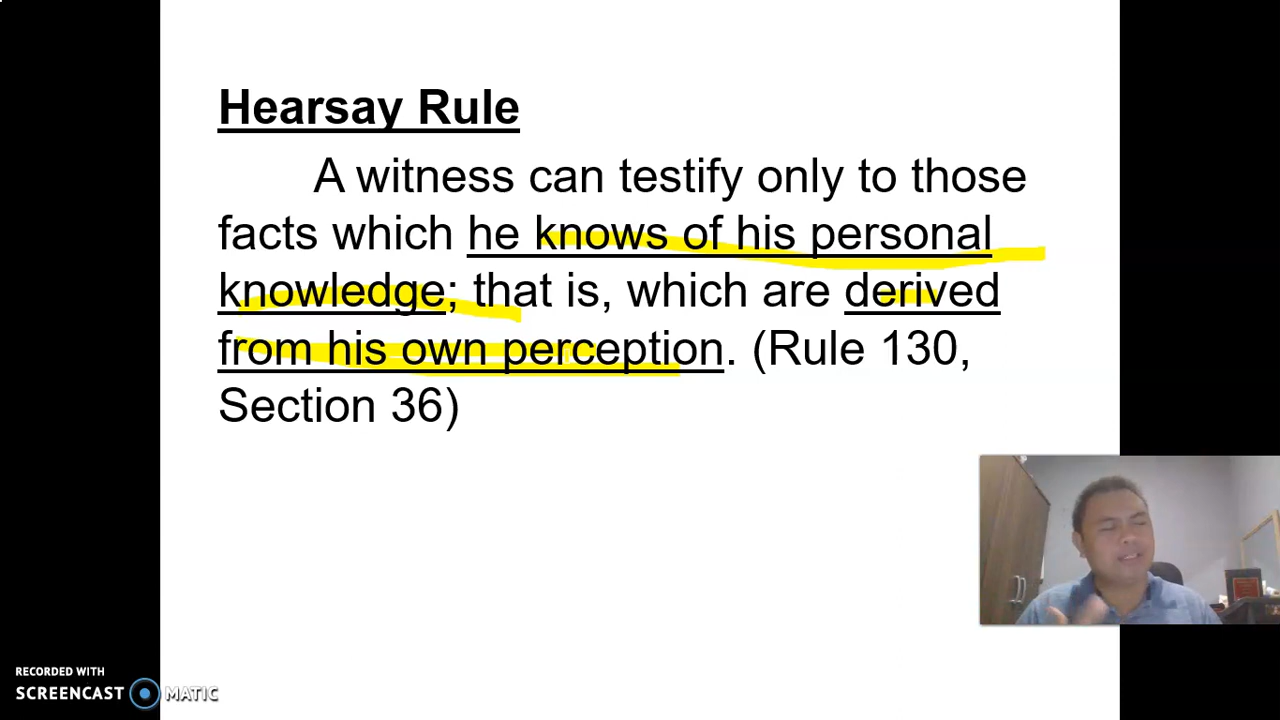 Hearsay Rule
A witness can testify only to those
facts which he knows of his personal
knowledge; that is, which are derived
from his own perception. (Rule 130,
Section 36)
RECORDED WITH
SCREENCAST MATIC